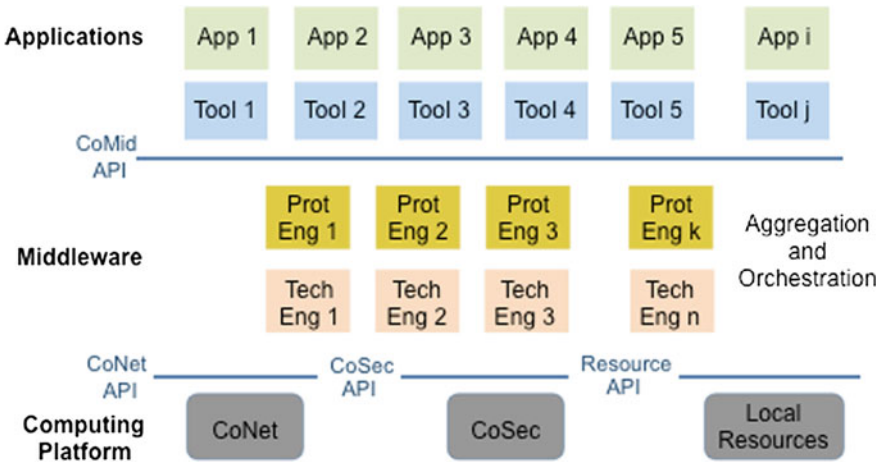 Applications
App 1
App 2
App 3
App 4
App 5
App i
Tool 1
Tool 2
Tool 3
Tool 4
Tool 5
Tool j
CoMid
API
Middleware
Prot
Eng 1
Prot
Eng 2
Prot
Eng 3
Prot
Eng k
Tech
Eng 1
Tech
Eng 2
Tech
Eng 3
Tech
Eng n
Aggregation
and
Orchestration
CoNet
API
CoSec
API
Resource
API
Computing
Platform
CoNet
CoSec
Local
Resources